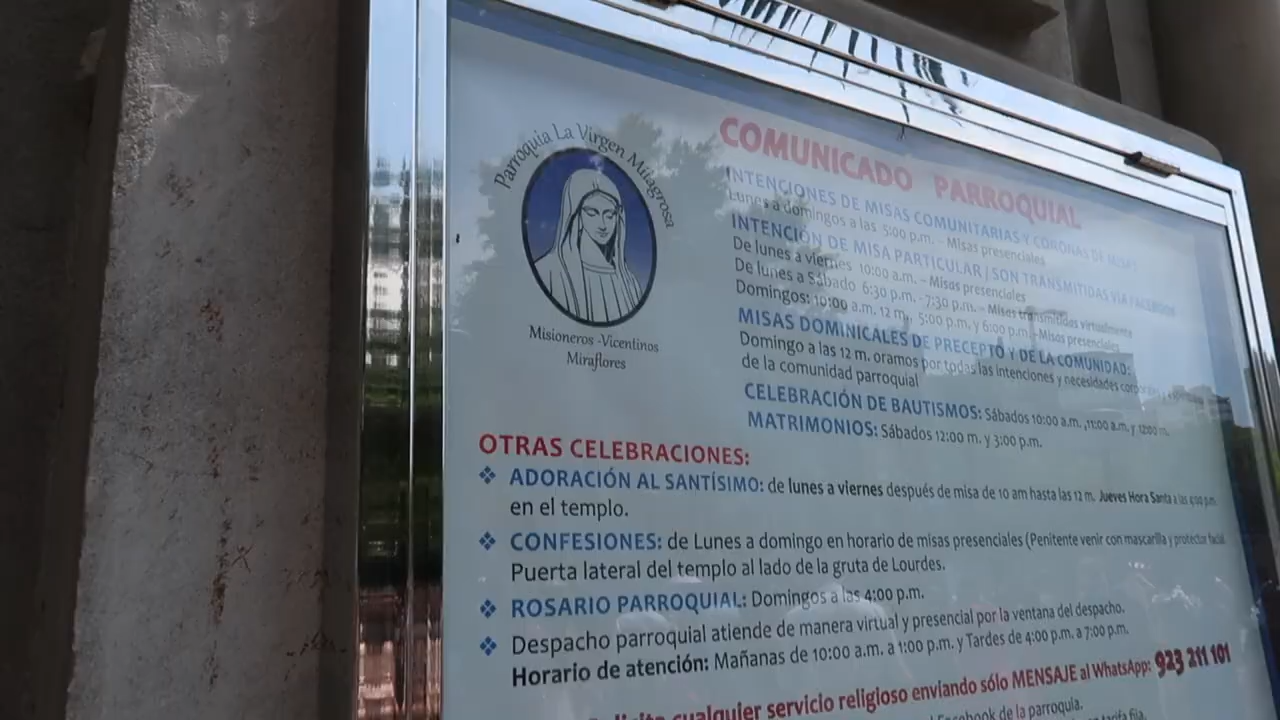 Parroquia La Virgen Milagrosa
Misioneros -Vicentinos
Miraflores
COMUNICADO PARROQUIAL
INTENCIONES DE MISAS COMUNITARIAS Y CORONAS DE MISAS
Lunes a domingos a las 5:00 p.m. - Misas presenciales
INTENCIÓN DE MISA PARTICULAR / SON TRANSMITIDAS VÍA FACEBOOK
De lunes a viernes 10:00 a.m. - Misas presenciales
De lunes a Sábado 6:30 p.m. - 7:30 p.m. - Misas transmitidas virtualmente
Domingos: 10:00 a.m. 12 m., 5:00 p.m. y 6:00 p.m. - Misas presenciales
MISAS DOMINICALES DE PRECEPTO Y DE LA COMUNIDAD:
Domingo a las 12 m. oramos por todas las intenciones y necesidades
de la comunidad parroquial
CELEBRACIÓN DE BAUTISMOS: Sábados 10:00 a.m. ,11:00 a.m. y 12:00 m.
MATRIMONIOS: Sábados 12:00 m. y 3:00 p.m.
OTRAS CELEBRACIONES:
❖ ADORACIÓN AL SANTÍSIMO: de lunes a viernes después de misa de 10 am hasta las 12 m. Jueves Hora Santa a las 4:00 p.m.
en el templo.
❖ CONFESIONES: de Lunes a domingo en horario de misas presenciales (Penitente venir con mascarilla y protector facial
Puerta lateral del templo al lado de la gruta de Lourdes.
❖ ROSARIO PARROQUIAL: Domingos a las 4:00 p.m.
❖ Despacho parroquial atiende de manera virtual y presencial por la ventana del despacho.
Horario de atención: Mañanas de 10:00 a.m. a 1:00 p.m. y Tardes de 4:00 p.m. a 7:00 p.m.
Solicite cualquier servicio religioso enviando sólo MENSAJE al WhatsApp: 923 211 101
Facebook de la parroquia.
tarifa fija.